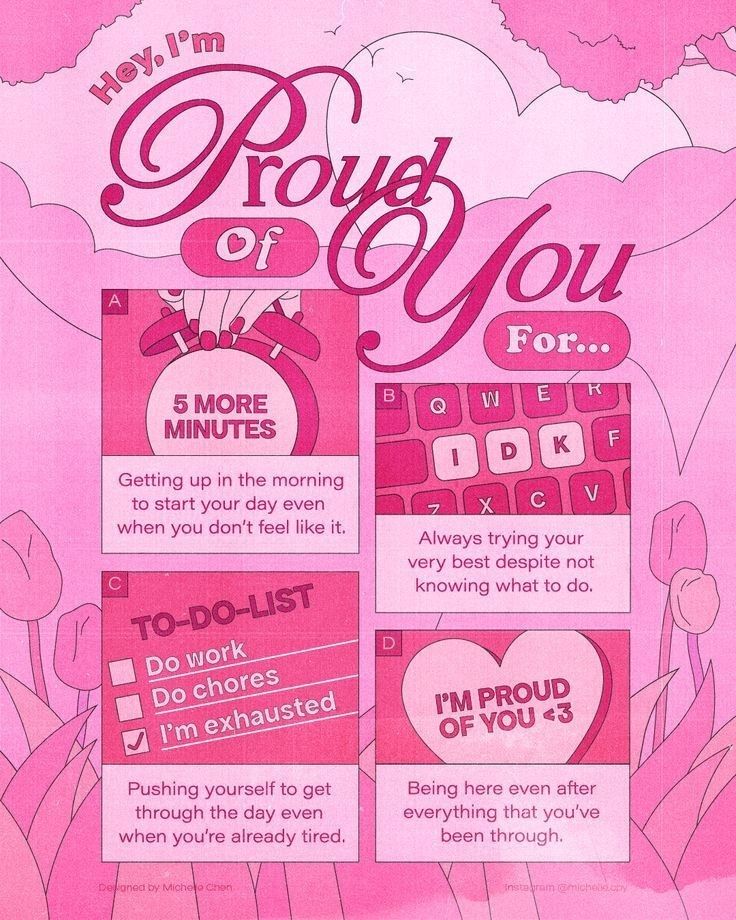 Hey, I'm
Proud
Of
You
For...
A
5 MORE
MINUTES
Getting up in the morning
to start your day even
when you don't feel like it.
B
Q W E R
I D K F
Z X C V
Always trying your
very best despite not
knowing what to do.
C
TO-DO-LIST
Do work
Do chores
I'm exhausted
Pushing yourself to get
through the day even
when you're already tired.
D
I'M PROUD
OF YOU <3
Being here even after
everything that you've
been through.
Designed by Michelle Chen
Instagram @michelle.cpy